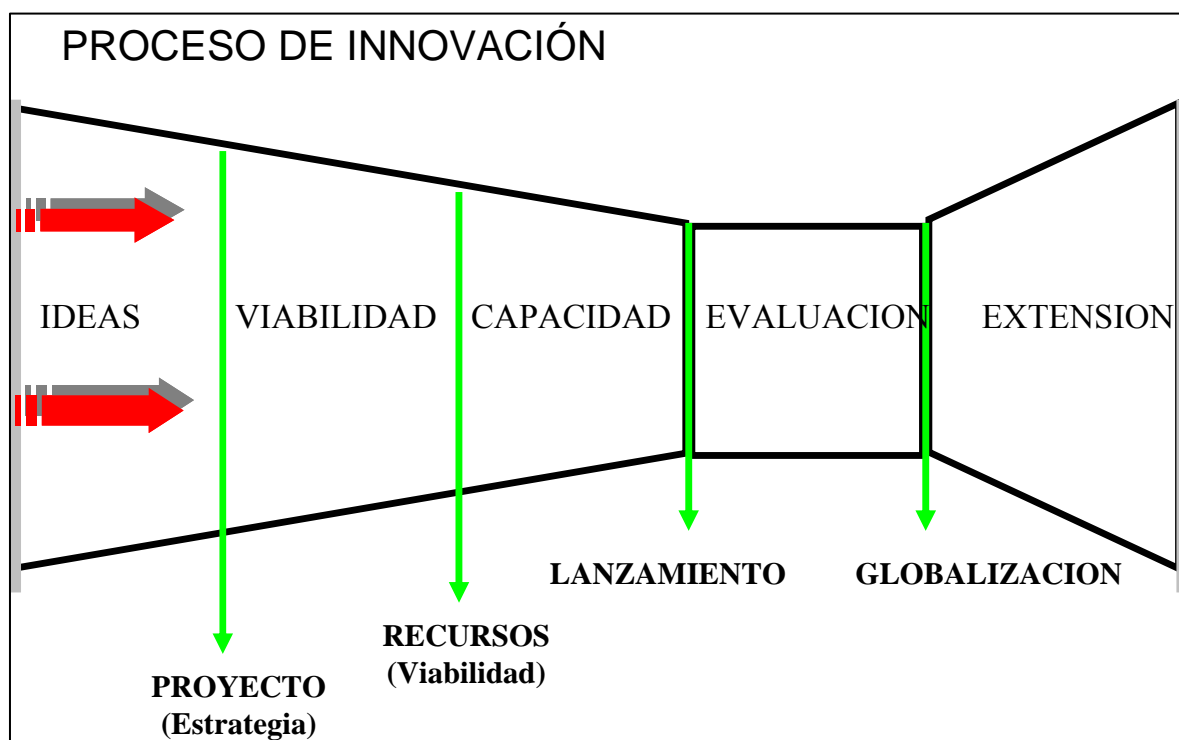 PROCESO DE INNOVACIÓN
IDEAS
VIABILIDAD
CAPACIDAD
EVALUACION
EXTENSION
LANZAMIENTO
GLOBALIZACION
RECURSOS
(Viabilidad)
PROYECTO
(Estrategia)